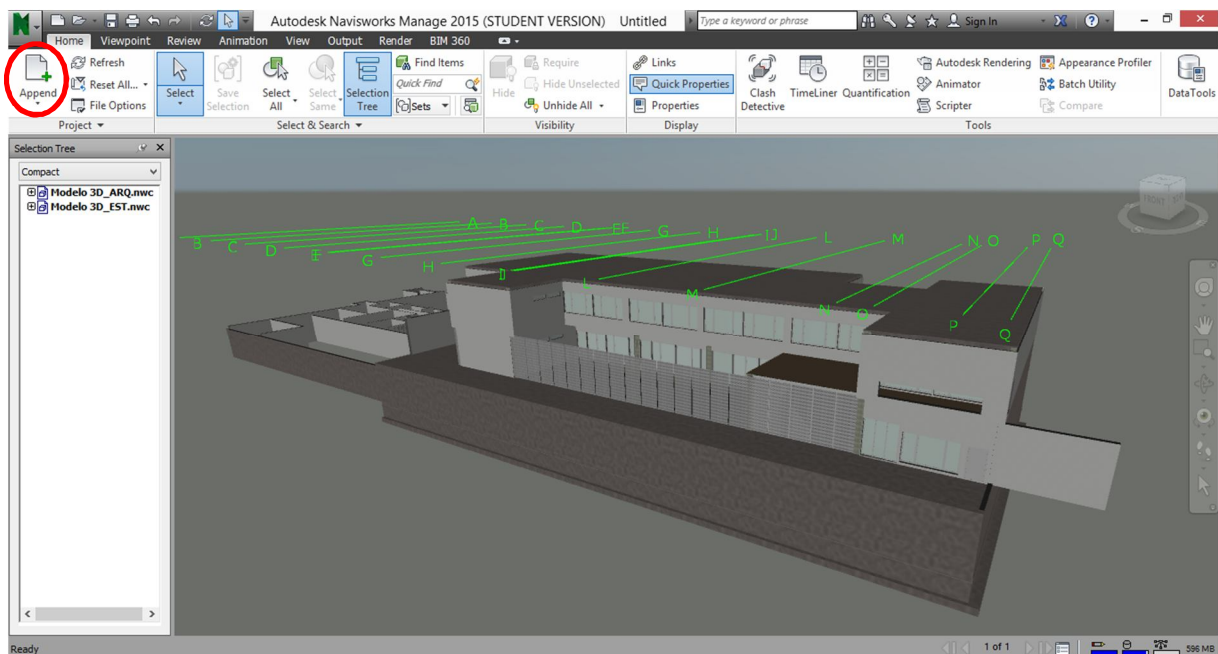 Autodesk Navisworks Manage 2015 (STUDENT VERSION) Untitled Type a keyword or phrase Sign In
Home Viewpoint Review Animation View Output Render BIM 360
Append
Refresh
Reset All...
File Options
Project
Select
Save Selection
Select All
Select Same
Selection Tree
Find Items
Quick Find
Sets
Select & Search
Hide
Require
Hide Unselected
Unhide All
Visibility
Links
Quick Properties
Properties
Display
Clash Detective
TimeLiner
Quantification
Autodesk Rendering
Animator
Scripter
Appearance Profiler
Batch Utility
Compare
Tools
DataTools
Selection Tree
Compact
Modelo 3D_ARQ.nwc
Modelo 3D_EST.nwc
A B C D EF G H IJ L M N O P Q
B C D G H L M N O P Q
FRONT
Ready
1 of 1
596 MB